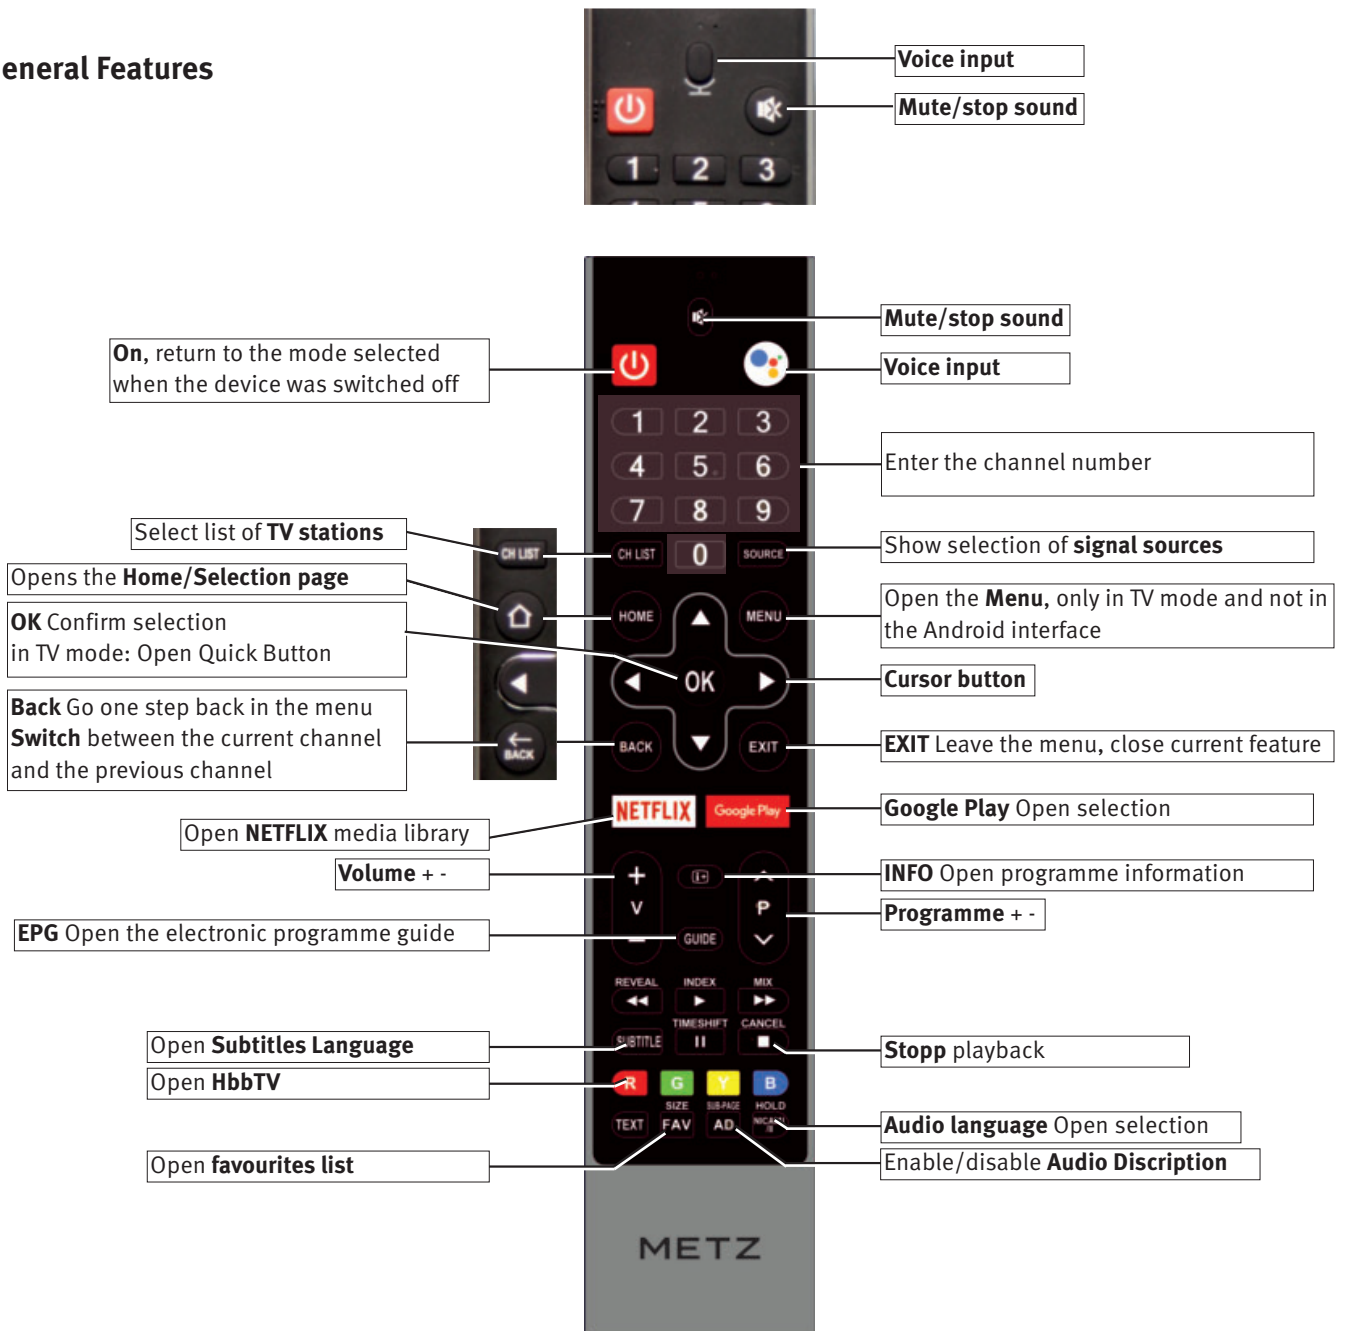 eneral Features
Voice input
Mute/stop sound
1 2 3
Mute/stop sound
On, return to the mode selected
when the device was switched off
Voice input
1 2 3
4 5 6
7 8 9
Enter the channel number
Select list of TV stations
CH LIST
CH LIST 0 SOURCE
Show selection of signal sources
Opens the Home/Selection page
HOME MENU
Open the Menu, only in TV mode and not in
the Android interface
OK Confirm selection
in TV mode: Open Quick Button
OK
Cursor button
Back Go one step back in the menu
Switch between the current channel
and the previous channel
BACK
BACK EXIT
EXIT Leave the menu, close current feature
NETFLIX Google Play
Google Play Open selection
Open NETFLIX media library
Volume + -
+
INFO Open programme information
V P
Programme + -
EPG Open the electronic programme guide
GUIDE
REVEAL INDEX MIX
TIMESHIFT CANCEL
Open Subtitles Language
SUBTITLE
Stopp playback
Open HbbTV
R G Y B
SIZE SUB-PAGE HOLD
TEXT FAV AD
Audio language Open selection
Enable/disable Audio Discription
Open favourites list
METZ